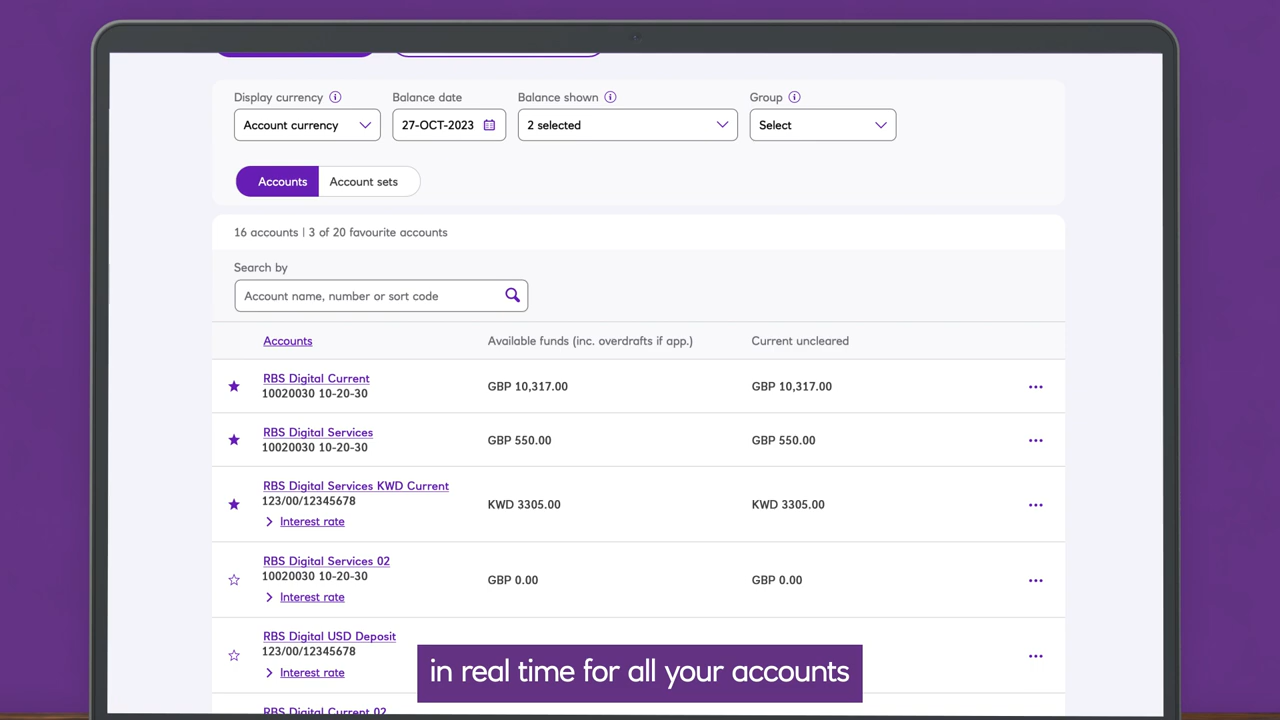 Display currency
Balance date
Balance shown
Group
Account currency
27-OCT-2023
2 selected
Select
Accounts
Account sets
16 accounts | 3 of 20 favourite accounts
Search by
Account name, number or sort code
Accounts
Available funds (inc. overdrafts if app.)
Current uncleared
RBS Digital Current
10020030 10-20-30
GBP 10,317.00
GBP 10,317.00
RBS Digital Services
10020030 10-20-30
GBP 550.00
GBP 550.00
RBS Digital Services KWD Current
123/00/12345678
Interest rate
KWD 3305.00
KWD 3305.00
RBS Digital Services 02
10020030 10-20-30
Interest rate
GBP 0.00
GBP 0.00
RBS Digital USD Deposit
123/00/12345678
Interest rate
in real time for all your accounts
RBS Digital Current 02